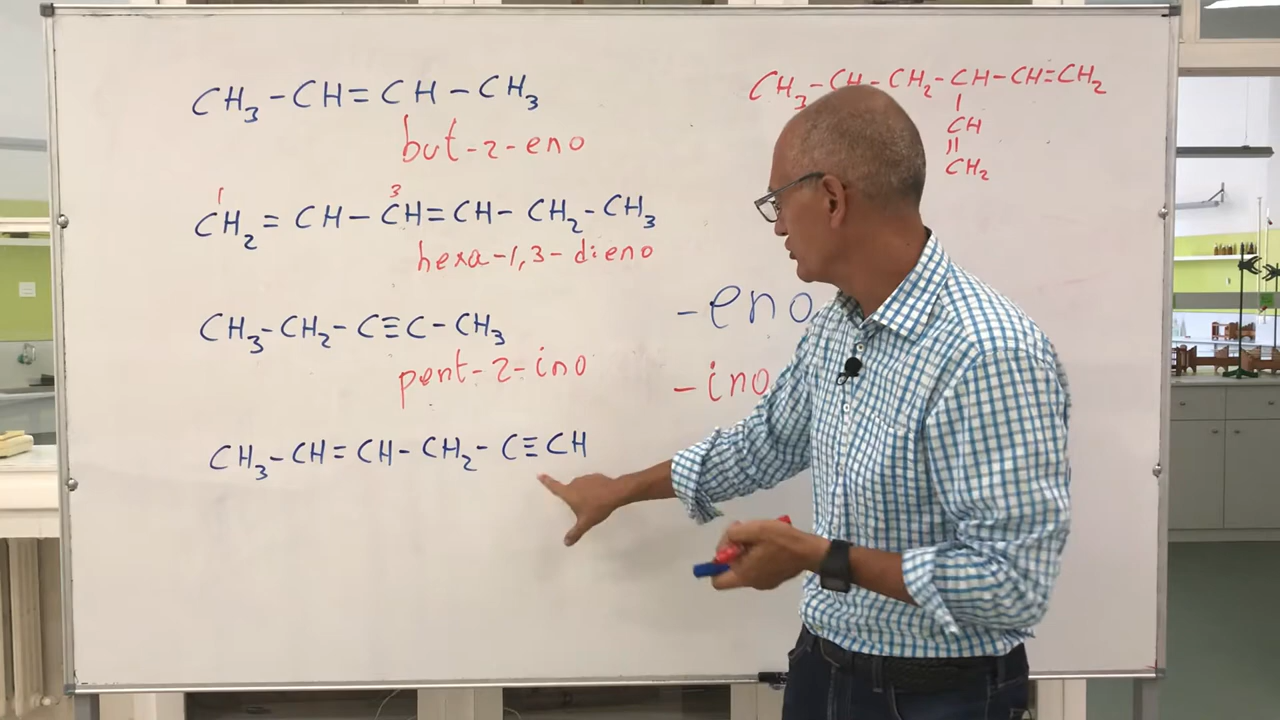 CH₃-CH=CH-CH₃
but-2-eno
1 3
CH₂=CH-CH=CH-CH₂-CH₃
hexa-1,3-dieno
CH₃-CH₂-C≡C-CH₃
pent-2-ino
CH₃-CH=CH-CH₂-C≡CH
CH₃-CH-CH₂-CH-CH=CH₂
CH
CH₂
-eno
-ino